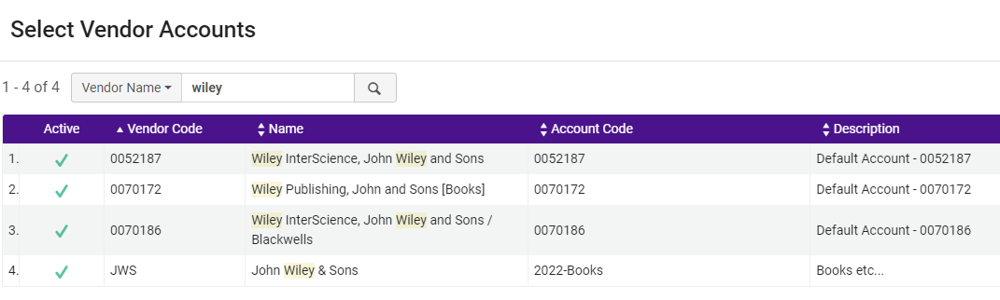 Select Vendor Accounts
1 - 4 of 4 Vendor Name wiley
Active Vendor Code Name Account Code Description
1. 0052187 Wiley InterScience, John Wiley and Sons 0052187 Default Account - 0052187
2. 0070172 Wiley Publishing, John and Sons [Books] 0070172 Default Account - 0070172
3. 0070186 Wiley InterScience, John Wiley and Sons / 0070186 Default Account - 0070186
Blackwells
4. JWS John Wiley & Sons 2022-Books Books etc...